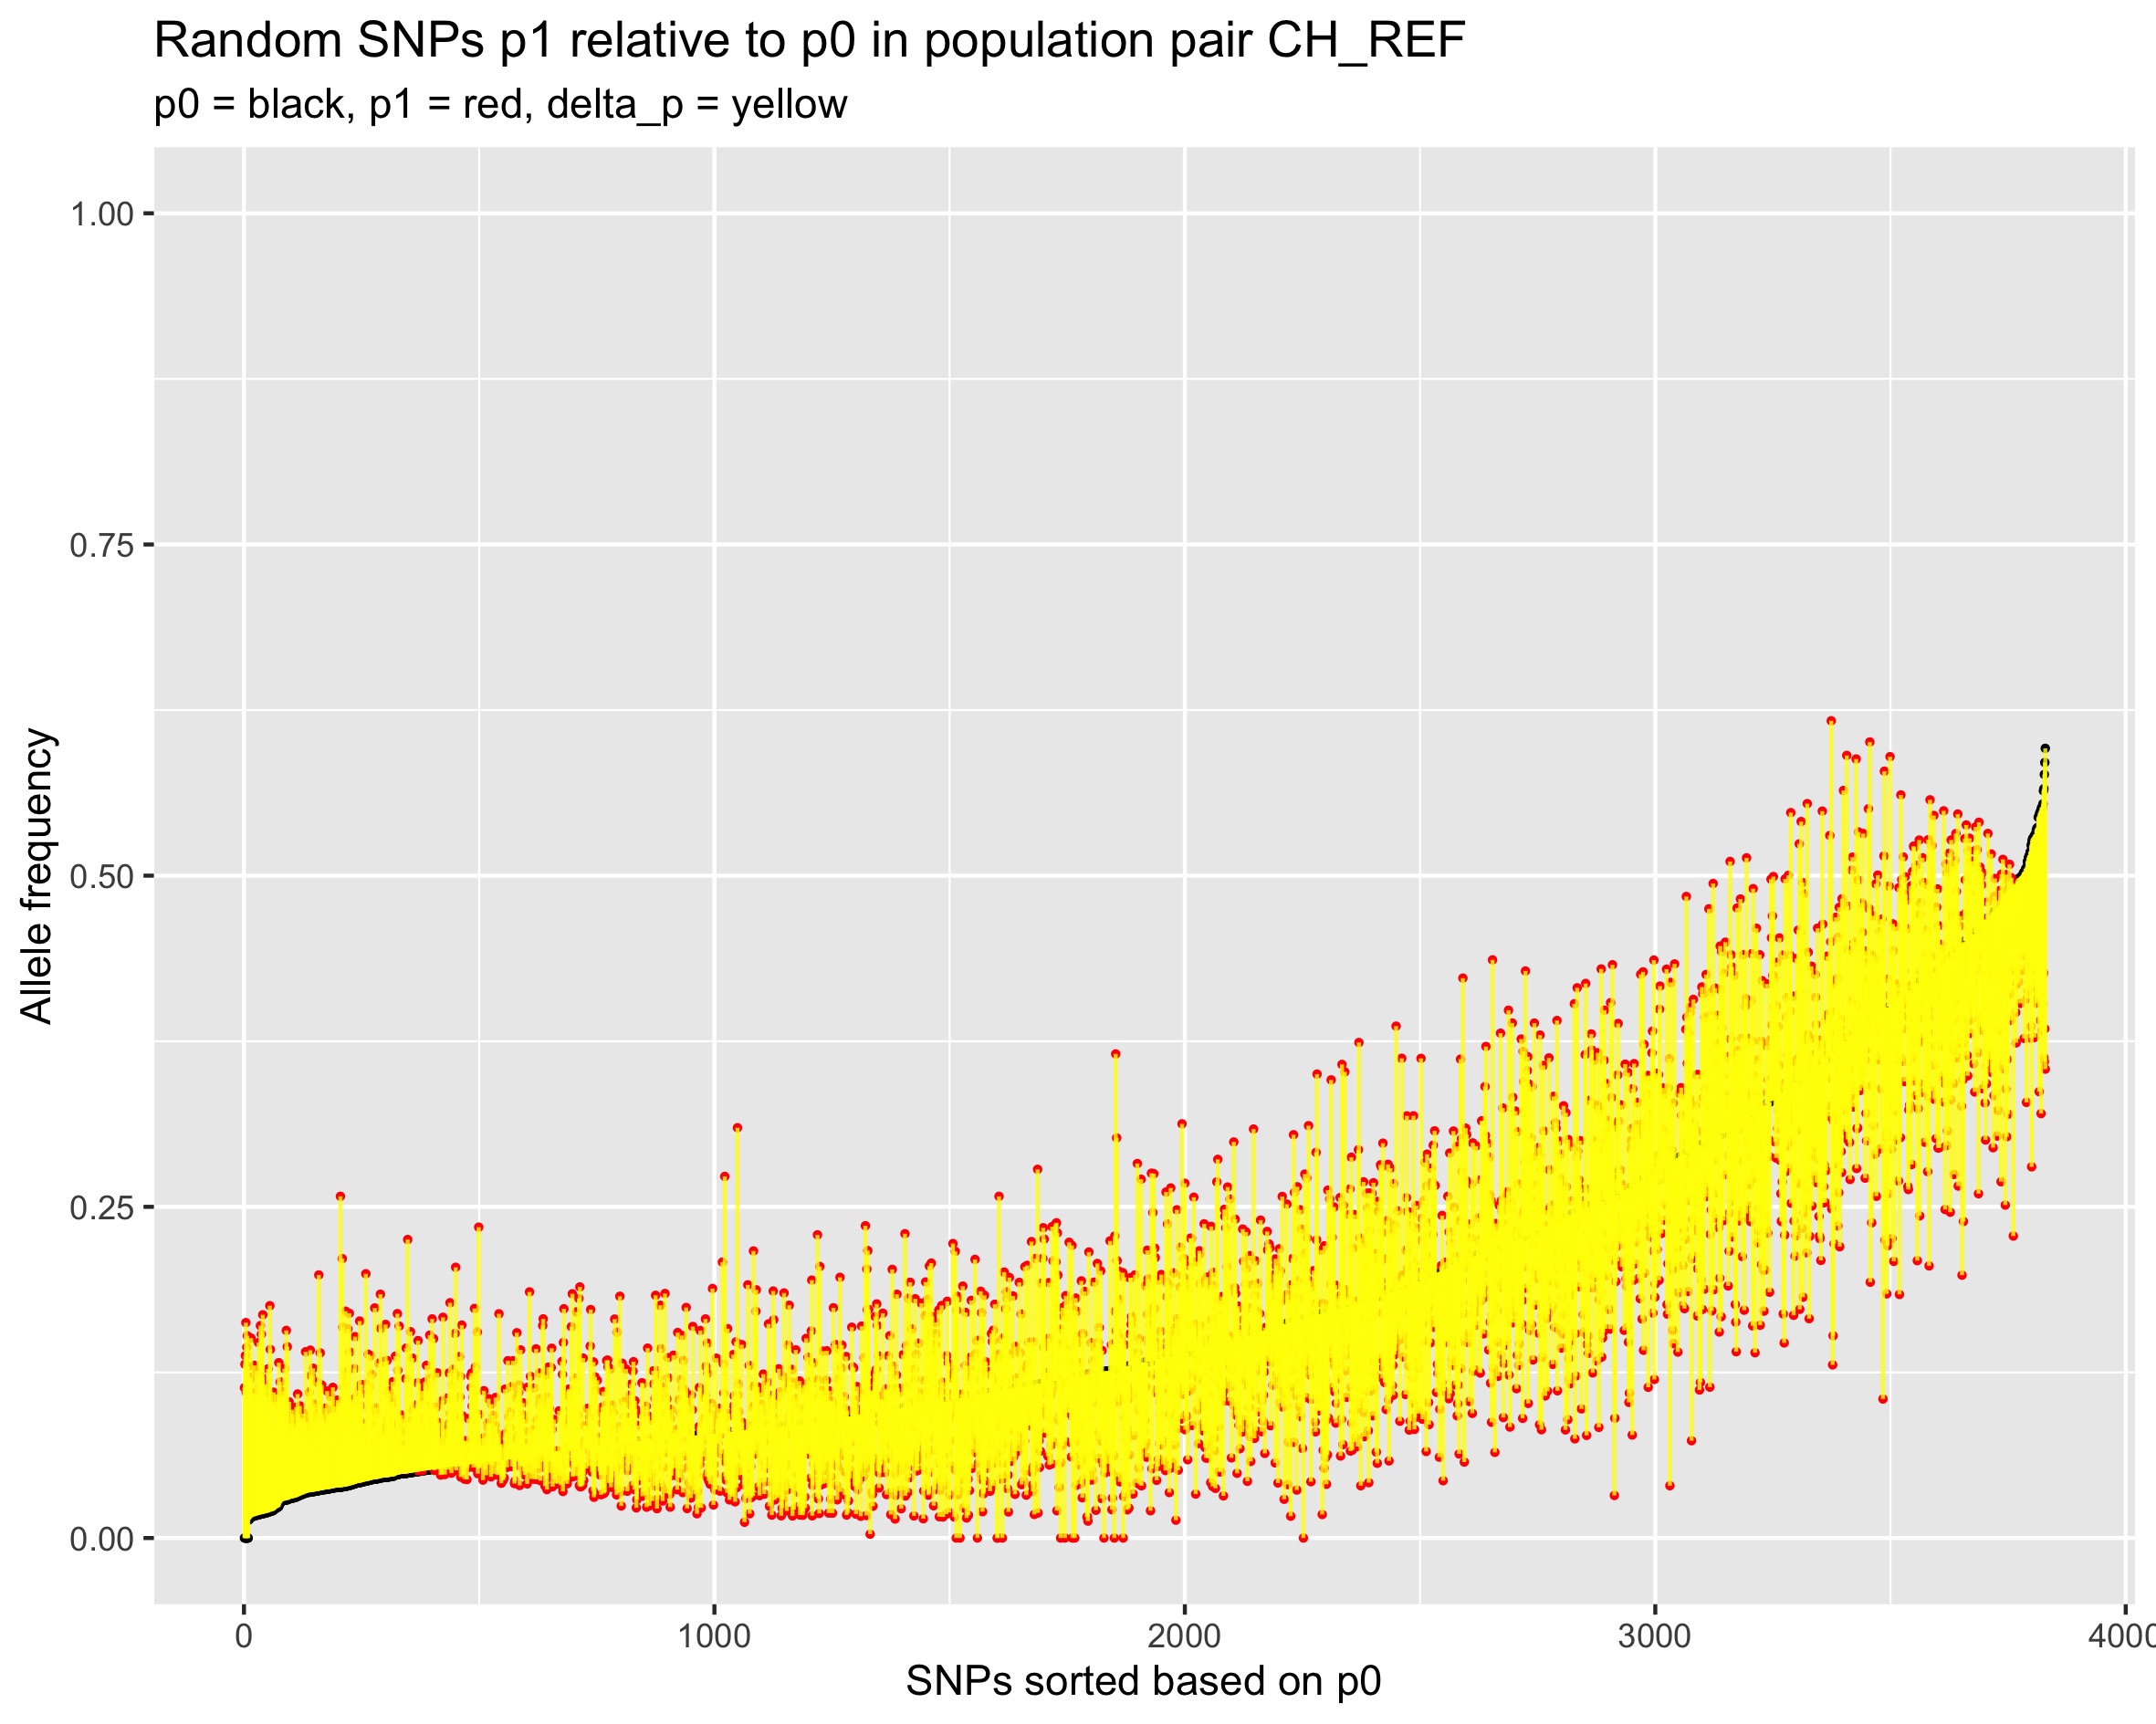 Random SNPs p1 relative to p0 in population pair CH_REF
p0 = black, p1 = red, delta_p = yellow
1.00
0.75
0.50
0.25
0.00
Allele frequency
0 1000 2000 3000 4000
SNPs sorted based on p0